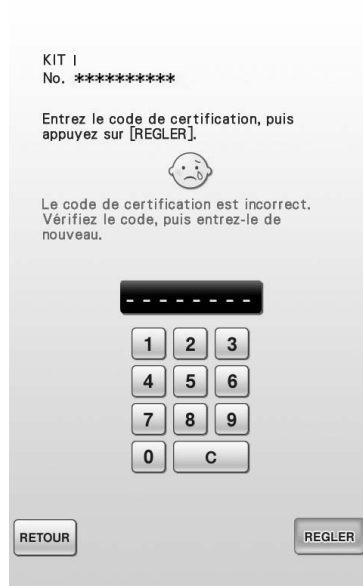 KIT I
No. **********
Entrez le code de certification, puis
appuyez sur [REGLER].
Le code de certification est incorrect.
Vérifiez le code, puis entrez-le de
nouveau.
- - - - - - - -
1 2 3
4 5 6
7 8 9
0 C
RETOUR REGLER